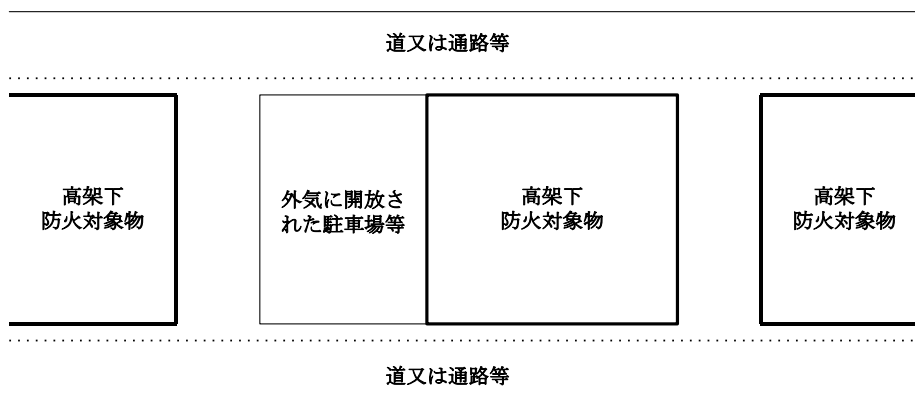 道又は通路等
高架下
防火対象物
外気に開放さ
れた駐車場等
高架下
防火対象物
高架下
防火対象物
道又は通路等